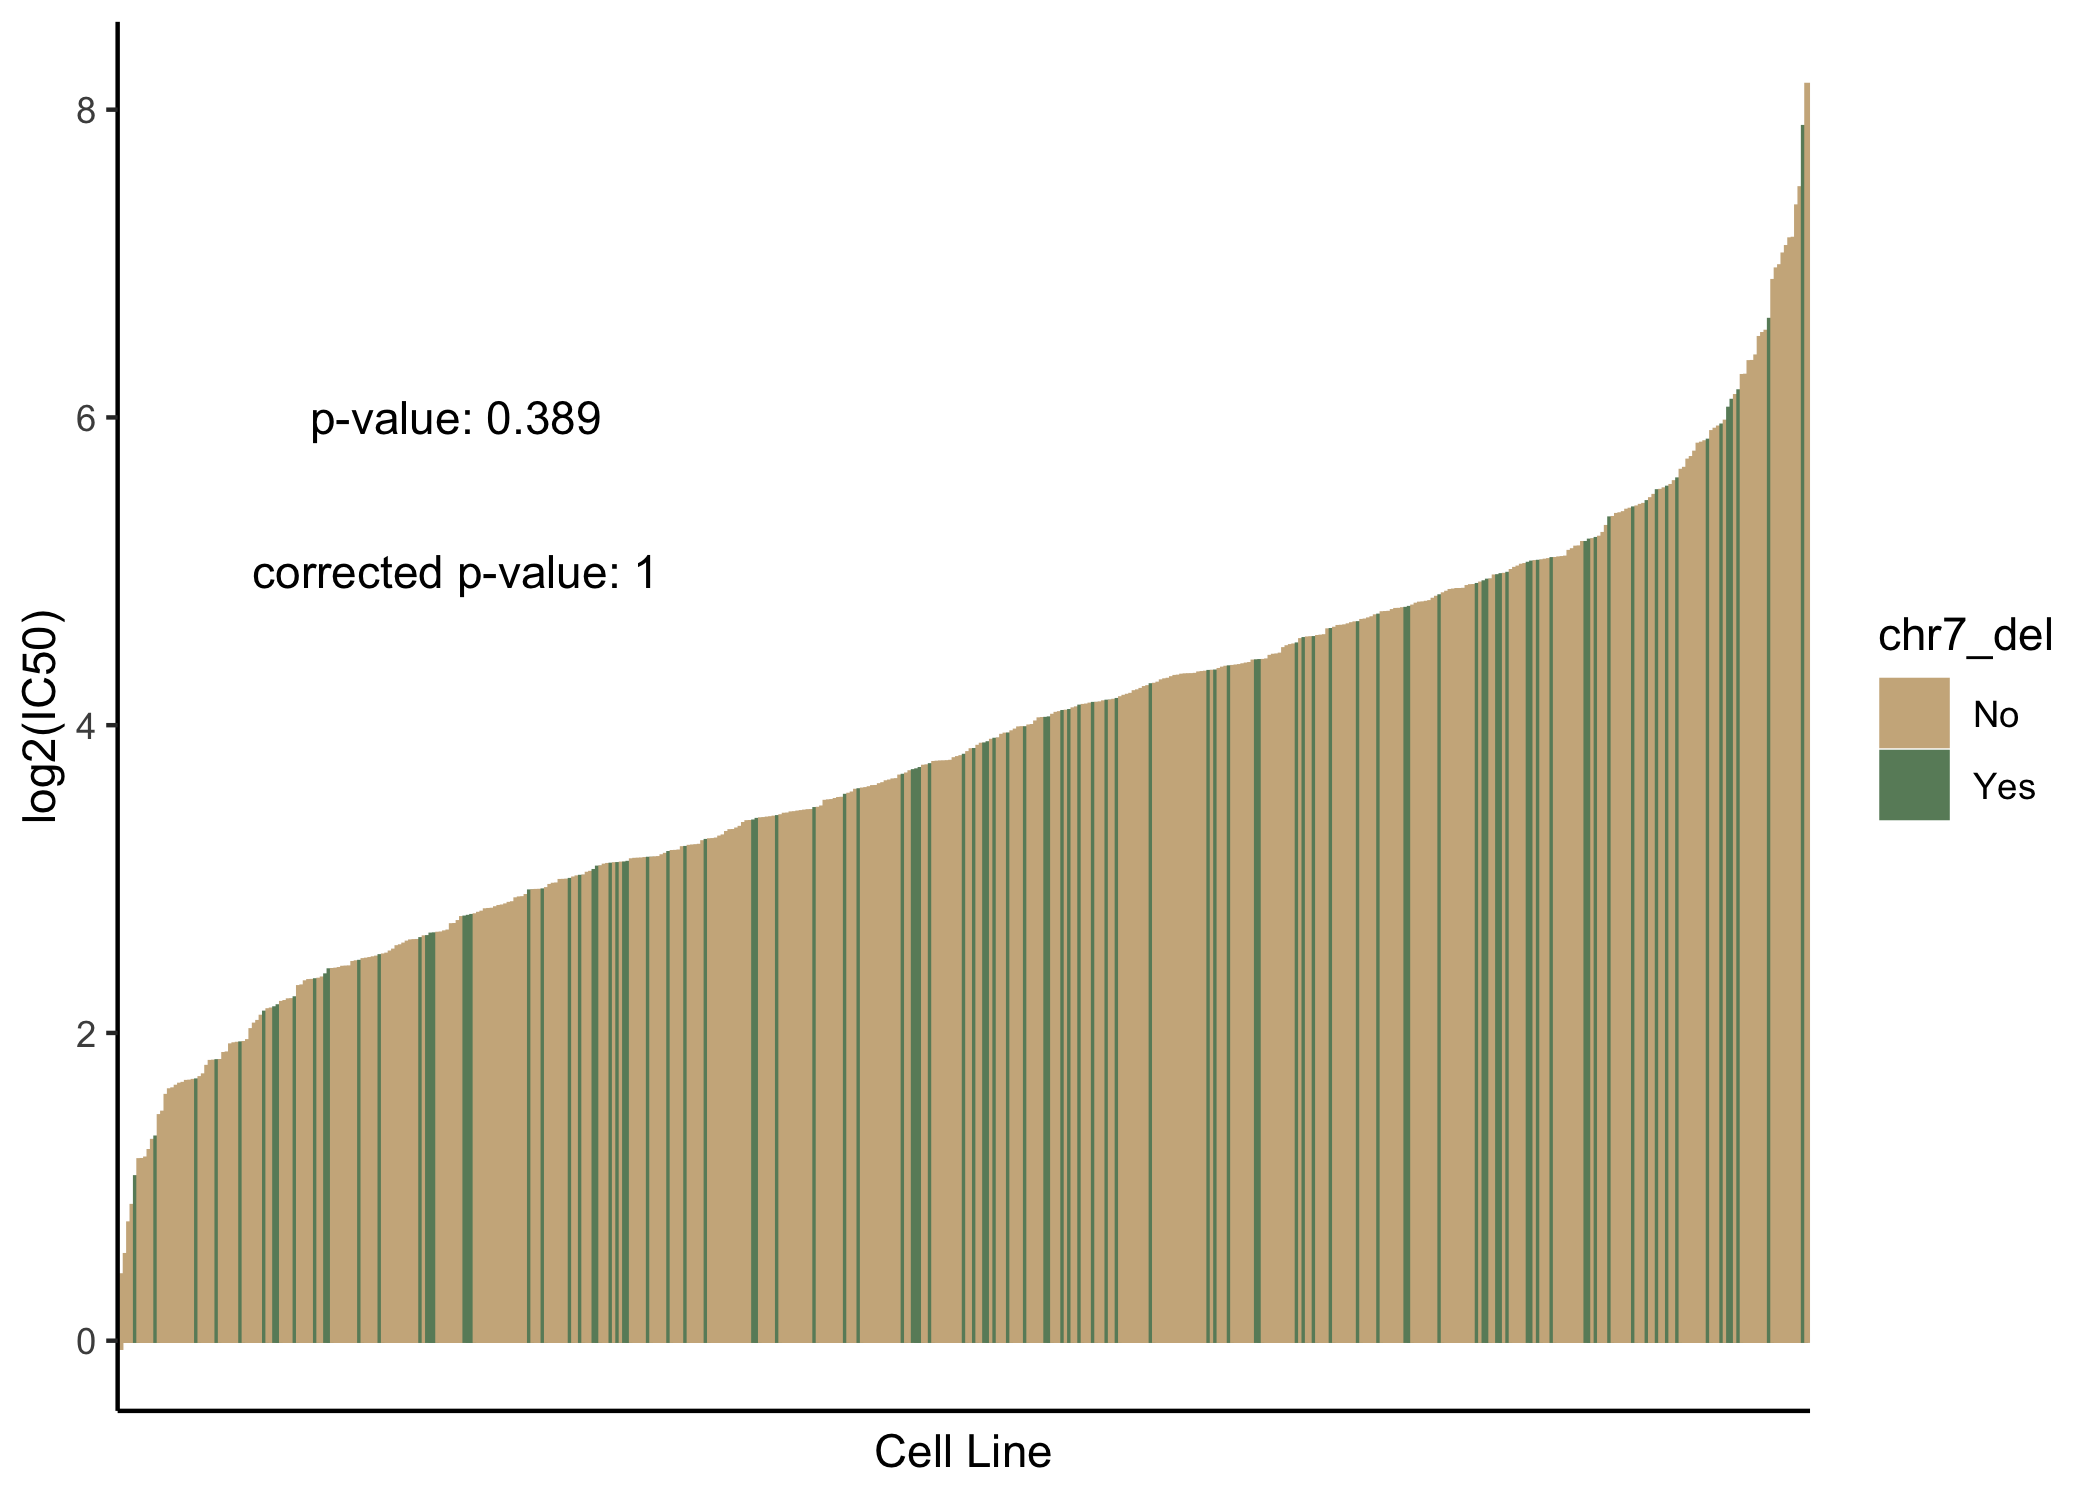 8
6
4
2
0
log2(IC50)
p-value: 0.389
corrected p-value: 1
Cell Line
chr7_del
No
Yes